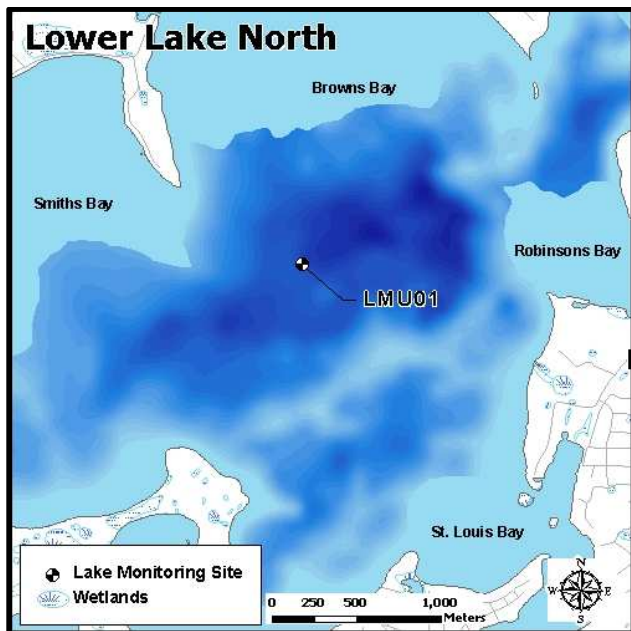 Lower Lake North
Browns Bay
Smiths Bay
Robinsons Bay
LMU01
St. Louis Bay
Lake Monitoring Site
Wetlands
0 250 500 1,000
Meters
N
W E
S